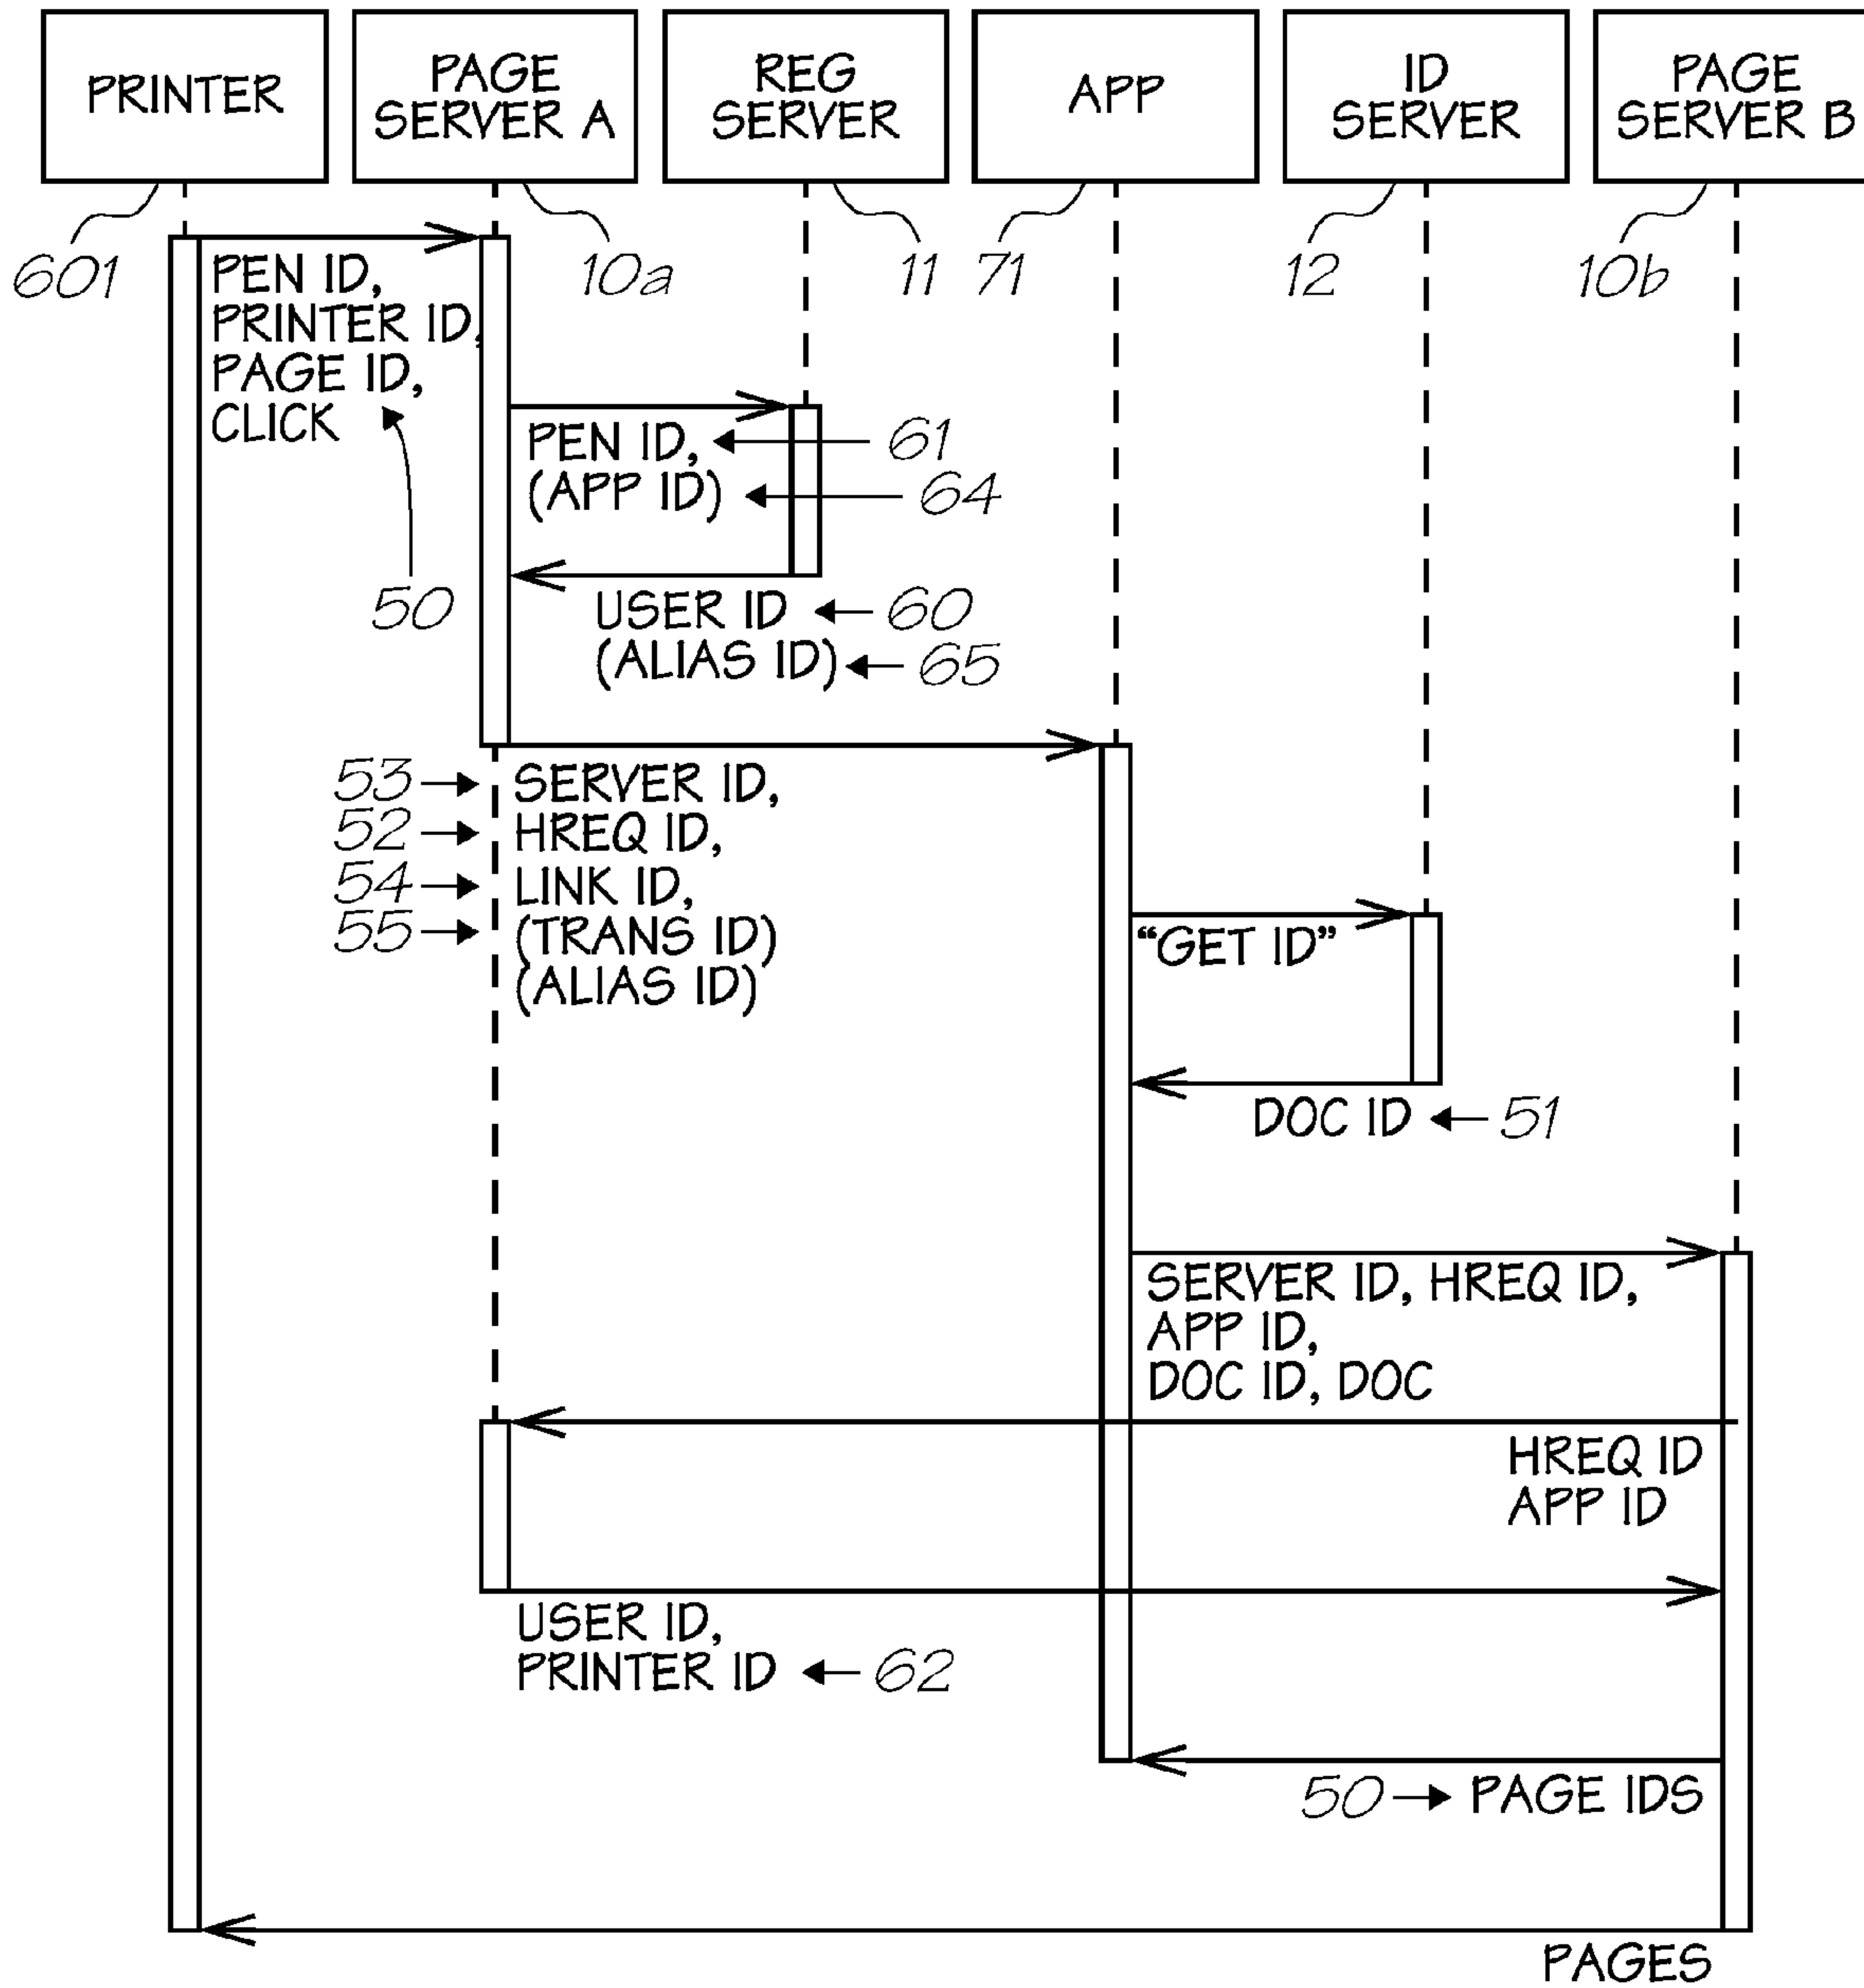 PRINTER
PAGE
SERVER A
REG
SERVER
APP
ID
SERVER
PAGE
SERVER B
601
10a
11
71
12
10b
PEN ID,
PRINTER ID,
PAGE ID,
CLICK
50
PEN ID,
61
(APP ID)
64
USER ID
60
(ALIAS ID)
65
53
SERVER ID,
52
HREQ ID,
54
LINK ID,
55
(TRANS ID)
(ALIAS ID)
“GET ID”
DOC ID
51
SERVER ID, HREQ ID,
APP ID,
DOC ID, DOC
HREQ ID
APP ID
USER ID,
PRINTER ID
62
50
PAGE IDS
PAGES